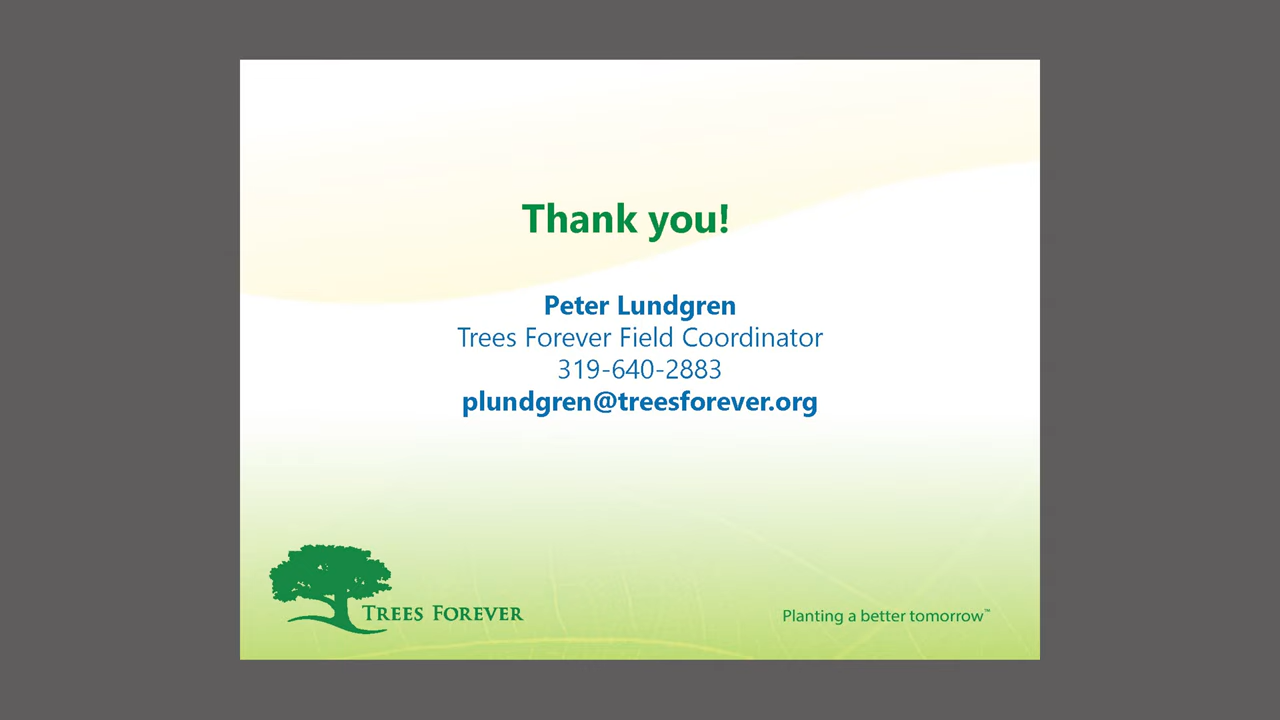 Thank you!
Peter Lundgren
Trees Forever Field Coordinator
319-640-2883
plundgren@treesforever.org
TREES FOREVER
Planting a better tomorrow™